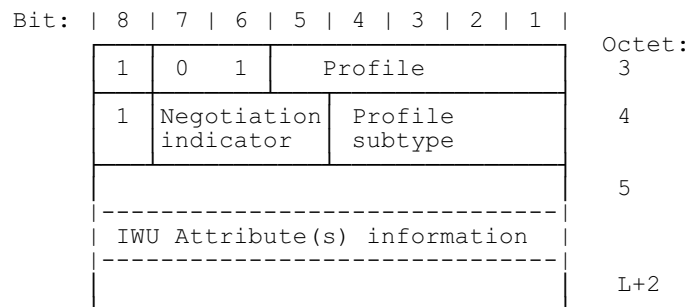 Bit: | 8 | 7 | 6 | 5 | 4 | 3 | 2 | 1 |
Octet:
1 0 1 Profile 3
1 Negotiation Profile 4
indicator subtype
5
IWU Attribute(s) information
L+2